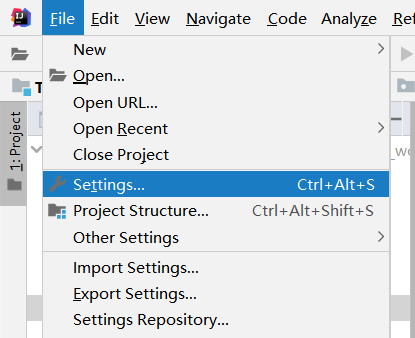 File Edit View Navigate Code Analyze
New
Open...
Open URL...
Open Recent
Close Project
Settings... Ctrl+Alt+S
Project Structure... Ctrl+Alt+Shift+S
Other Settings
Import Settings...
Export Settings...
Settings Repository...
1: Project